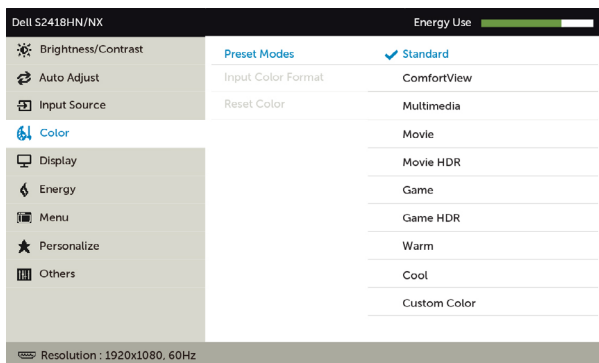 Dell S2418HN/NX
Energy Use
Brightness/Contrast
Auto Adjust
Input Source
Color
Display
Energy
Menu
Personalize
Others
Preset Modes
Input Color Format
Reset Color
Standard
ComfortView
Multimedia
Movie
Movie HDR
Game
Game HDR
Warm
Cool
Custom Color
Resolution : 1920x1080, 60Hz